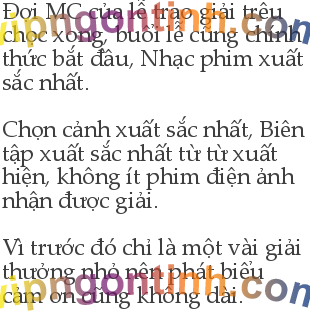 Đợi MC của lễ trao giải trêu
chọc xong, buổi lễ cũng chính
thức bắt đầu, Nhạc phim xuất
sắc nhất.
Chọn cảnh xuất sắc nhất, Biên
tập xuất sắc nhất từ từ xuất
hiện, không ít phim điện ảnh
nhận được giải.
Vì trước đó chỉ là một vài giải
thưởng nhỏ nên phát biểu
cảm ơn cũng không dài.